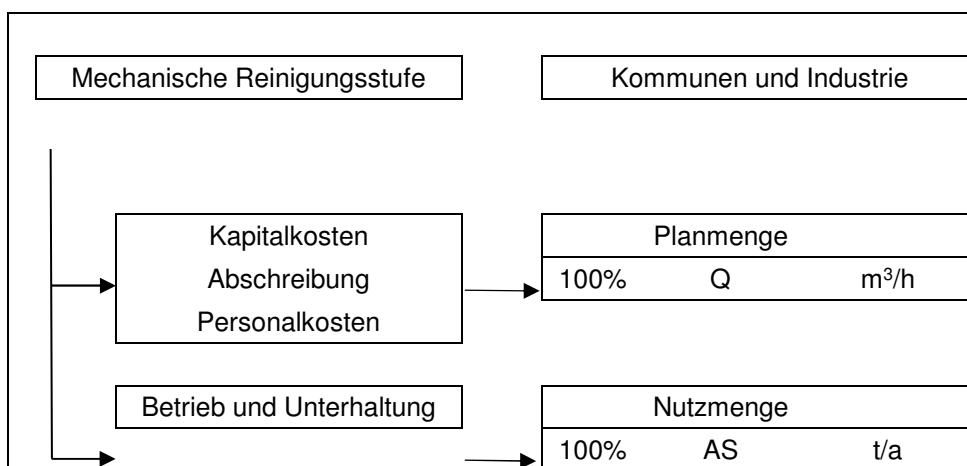 Mechanische Reinigungsstufe
Kommunen und Industrie
Kapitalkosten
Abschreibung
Personalkosten
Planmenge
100% Q m³/h
Betrieb und Unterhaltung
Nutzmenge
100% AS t/a